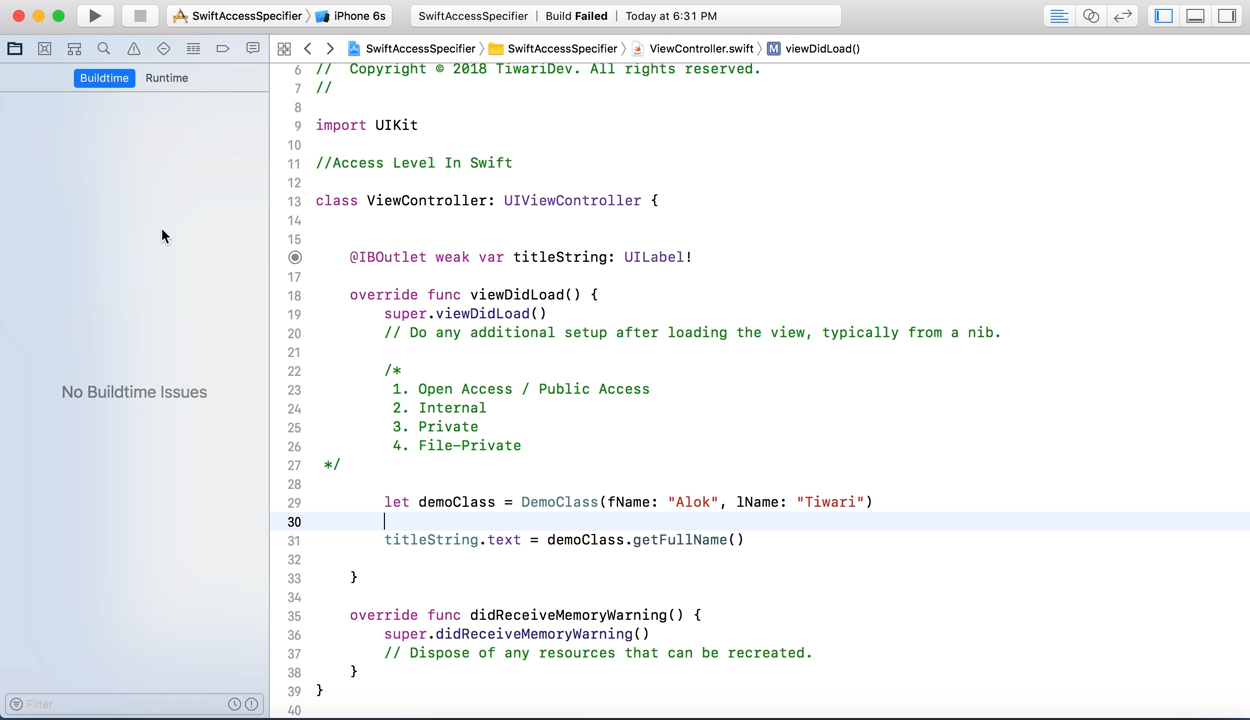 SwiftAccessSpecifier 〉 iPhone 6s
SwiftAccessSpecifier | Build Failed | Today at 6:31 PM
SwiftAccessSpecifier 〉 SwiftAccessSpecifier 〉 ViewController.swift 〉 M viewDidLoad()
Buildtime Runtime
No Buildtime Issues
Filter
6 //  Copyright © 2018 TiwariDev. All rights reserved.
7 //
8
9 import UIKit
10
11 //Access Level In Swift
12
13 class ViewController: UIViewController {
14
15
@IBOutlet weak var titleString: UILabel!
17
18 override func viewDidLoad() {
19 super.viewDidLoad()
20 // Do any additional setup after loading the view, typically from a nib.
21
22 /*
23 1. Open Access / Public Access
24 2. Internal
25 3. Private
26 4. File-Private
27 */
28
29 let demoClass = DemoClass(fName: "Alok", lName: "Tiwari")
30
31 titleString.text = demoClass.getFullName()
32
33 }
34
35 override func didReceiveMemoryWarning() {
36 super.didReceiveMemoryWarning()
37 // Dispose of any resources that can be recreated.
38 }
39 }
40